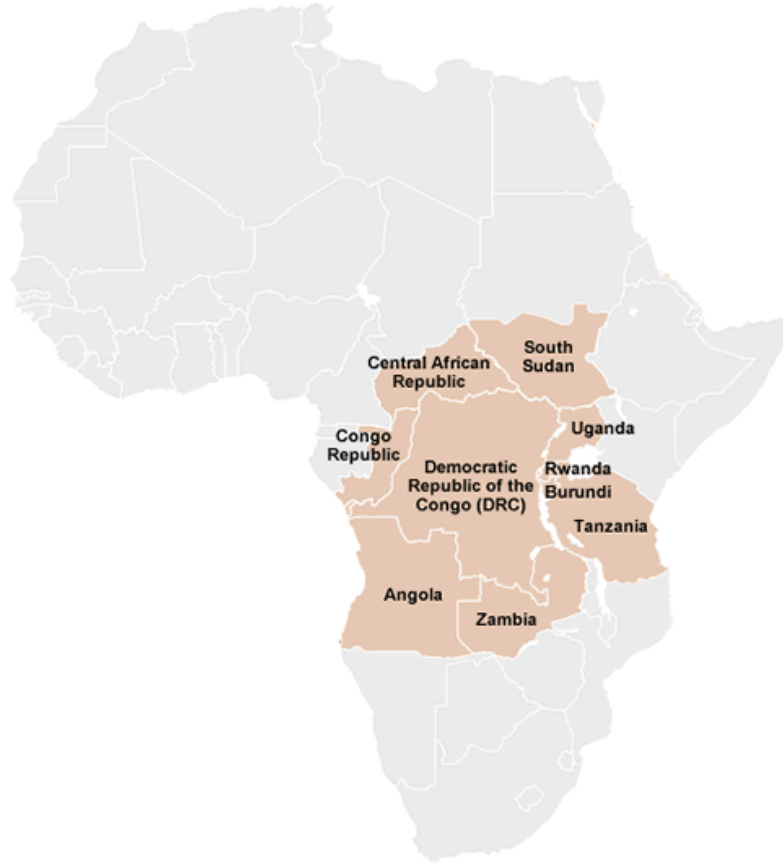 South
Sudan
Central African
Republic
Uganda
Congo
Republic
Democratic
Republic of the
Congo (DRC)
Rwanda
Burundi
Tanzania
Angola
Zambia